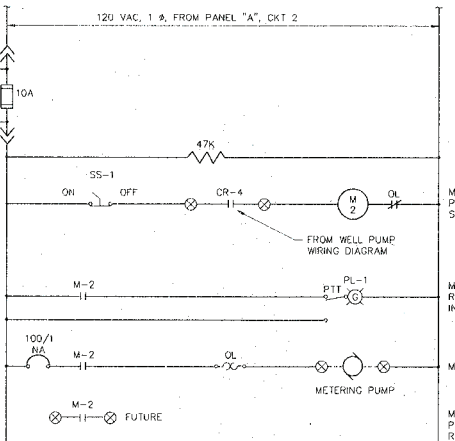 120 VAC, 1 Ø, FROM PANEL "A", CKT 2
10A
47K
SS-1
ON OFF CR-4 M 2 OL M
P
S
FROM WELL PUMP
WIRING DIAGRAM
M-2 PTT PL-1 G M
R
IN
100/1
NA M-2 OL M
METERING PUMP
M-2 FUTURE M
P
R